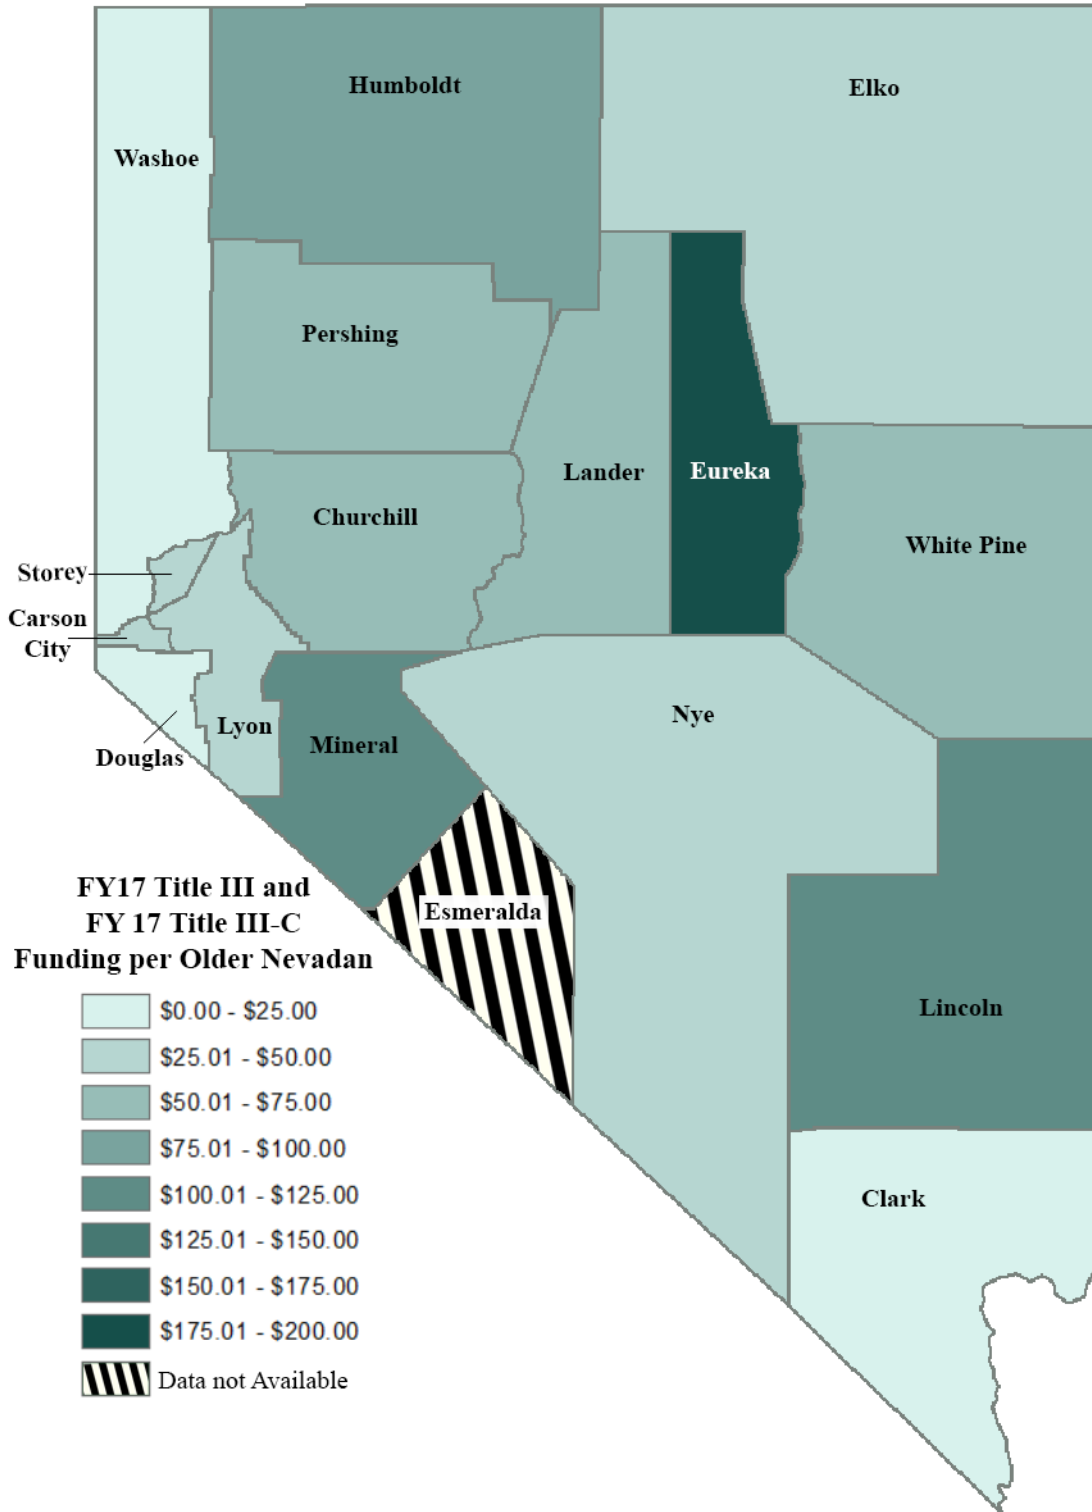 Humboldt
Elko
Washoe
Pershing
Lander
Eureka
Churchill
White Pine
Storey
Carson
City
Nye
Lyon
Mineral
Douglas
Esmeralda
Lincoln
Clark
FY17 Title III and
FY 17 Title III-C
Funding per Older Nevadan
$0.00 - $25.00
$25.01 - $50.00
$50.01 - $75.00
$75.01 - $100.00
$100.01 - $125.00
$125.01 - $150.00
$150.01 - $175.00
$175.01 - $200.00
Data not Available